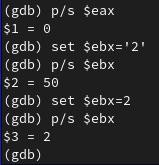 (gdb) p/s $eax
$1 = 0
(gdb) set $ebx='2'
(gdb) p/s $ebx
$2 = 50
(gdb) set $ebx=2
(gdb) p/s $ebx
$3 = 2
(gdb)